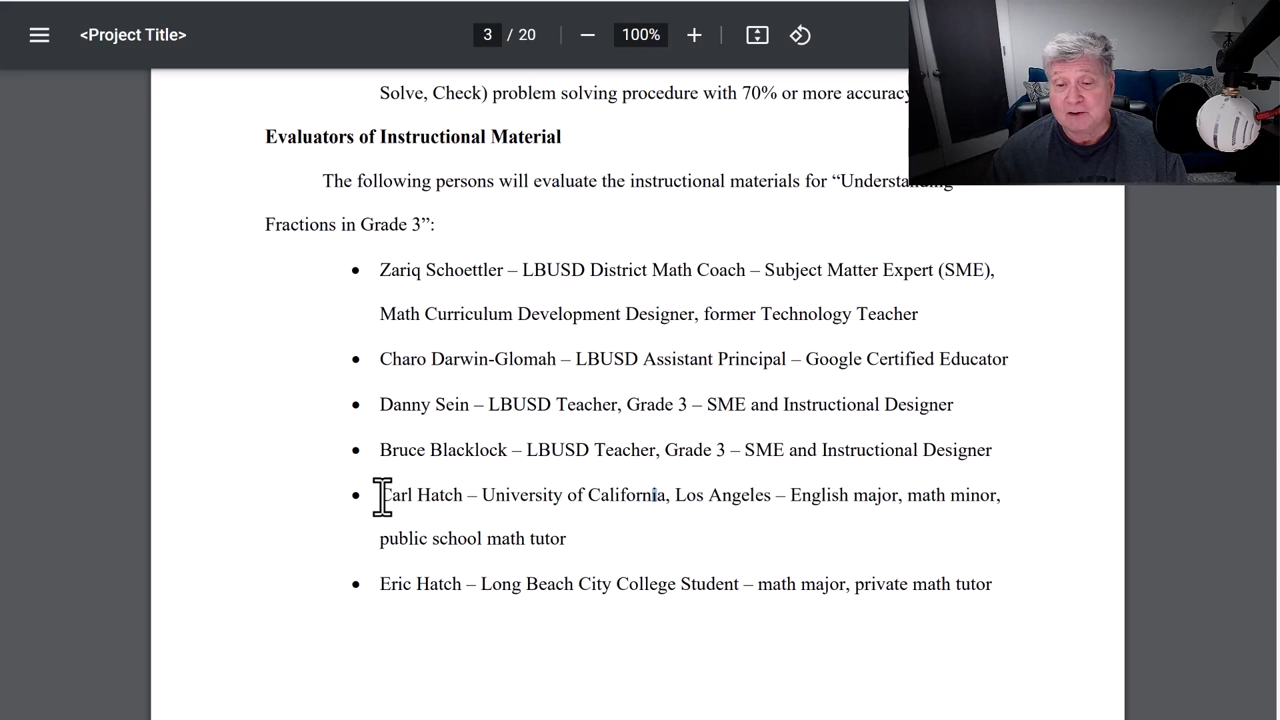 <Project Title>
3 / 20
100%
Solve, Check) problem solving procedure with 70% or more accuracy
Evaluators of Instructional Material
The following persons will evaluate the instructional materials for “Understanding
Fractions in Grade 3”:
• Zariq Schoettler – LBUSD District Math Coach – Subject Matter Expert (SME),
Math Curriculum Development Designer, former Technology Teacher
• Charo Darwin-Glomah – LBUSD Assistant Principal – Google Certified Educator
• Danny Sein – LBUSD Teacher, Grade 3 – SME and Instructional Designer
• Bruce Blacklock – LBUSD Teacher, Grade 3 – SME and Instructional Designer
• Carl Hatch – University of California, Los Angeles – English major, math minor,
public school math tutor
• Eric Hatch – Long Beach City College Student – math major, private math tutor